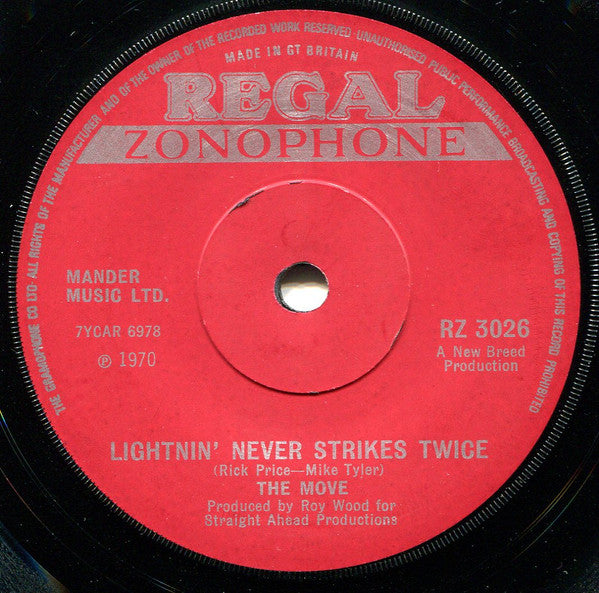 THE GRAMOPHONE CO LTD·ALL RIGHTS OF THE MANUFACTURER AND OF THE OWNER OF THE RECORDED WORK RESERVED·UNAUTHORISED PUBLIC PERFORMANCE BROADCASTING AND COPYING OF THIS RECORD PROHIBITED
MADE IN GT BRITAIN
REGAL
ZONOPHONE
MANDER
MUSIC LTD.
7YCAR 6978
Ⓟ 1970
RZ 3026
A New Breed
Production
LIGHTNIN' NEVER STRIKES TWICE
(Rick Price—Mike Tyler)
THE MOVE
Produced by Roy Wood for
Straight Ahead Productions